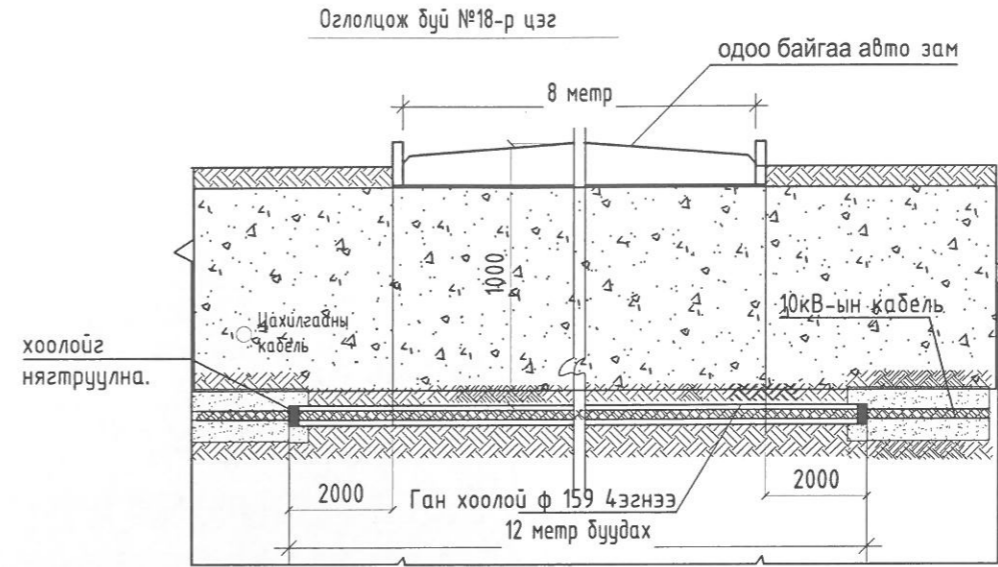 Оглолцож буй №18-р цэг
одоо байгаа авто зам
8 метр
1000
10кВ-ын кабель
Цахилгааны
кабель
хоолойг
нягтруулна.
2000
Ган хоолой ф 159 4эгнээ
2000
12 метр буудах